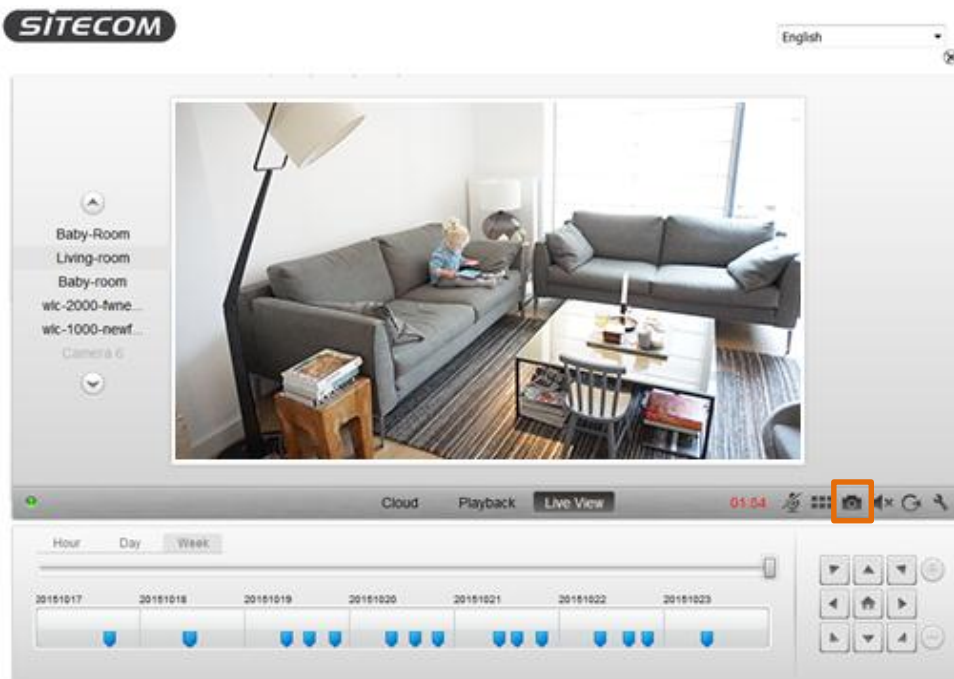 SITECOM
English
Baby-Room
Living-room
Baby-room
wlc-2000-fwne...
wlc-1000-newf...
Camera 6
Cloud Playback Live View 01:54
Hour Day Week
20151017 20151018 20151019 20151020 20151021 20151022 20151023